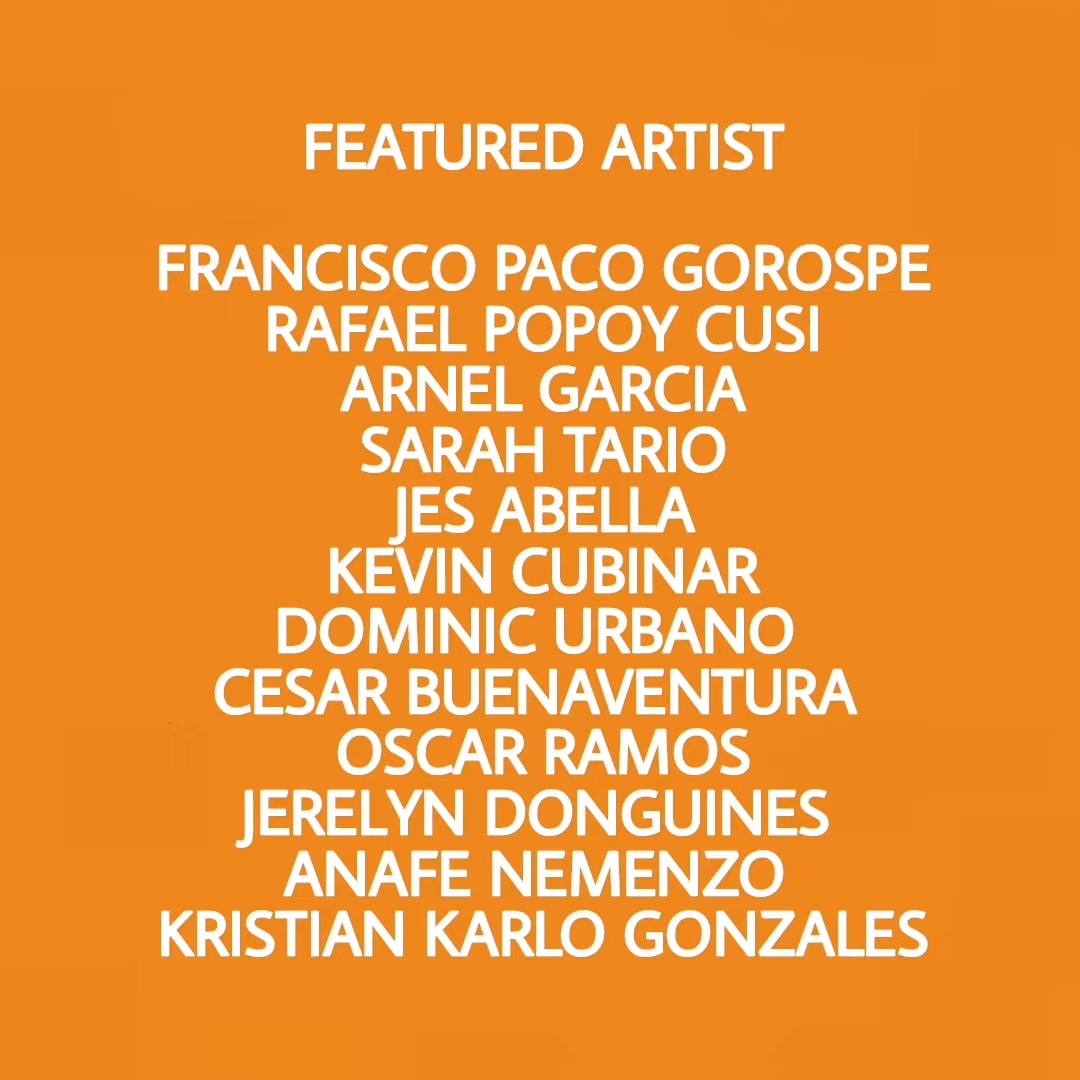 FEATURED ARTIST
FRANCISCO PACO GOROSPE
RAFAEL POPOY CUSI
ARNEL GARCIA
SARAH TARIO
JES ABELLA
KEVIN CUBINAR
DOMINIC URBANO
CESAR BUENAVENTURA
OSCAR RAMOS
JERELYN DONGUINES
ANAFE NEMENZO
KRISTIAN KARLO GONZALES